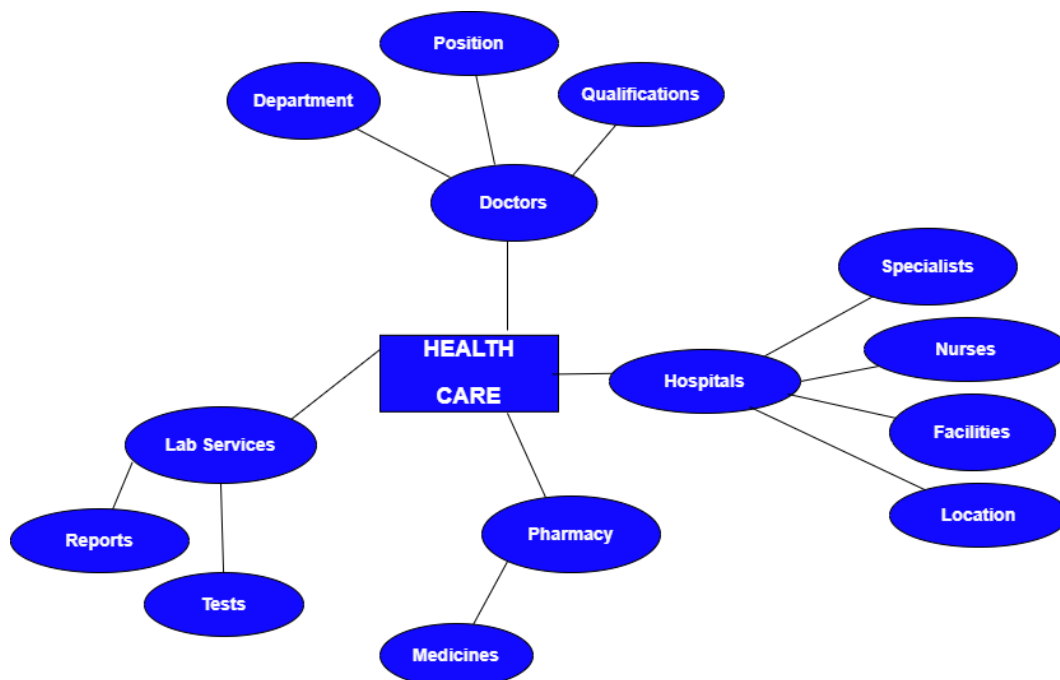 Position
Department
Qualifications
Doctors
Specialists
HEALTH
CARE
Nurses
Hospitals
Facilities
Lab Services
Location
Pharmacy
Reports
Tests
Medicines